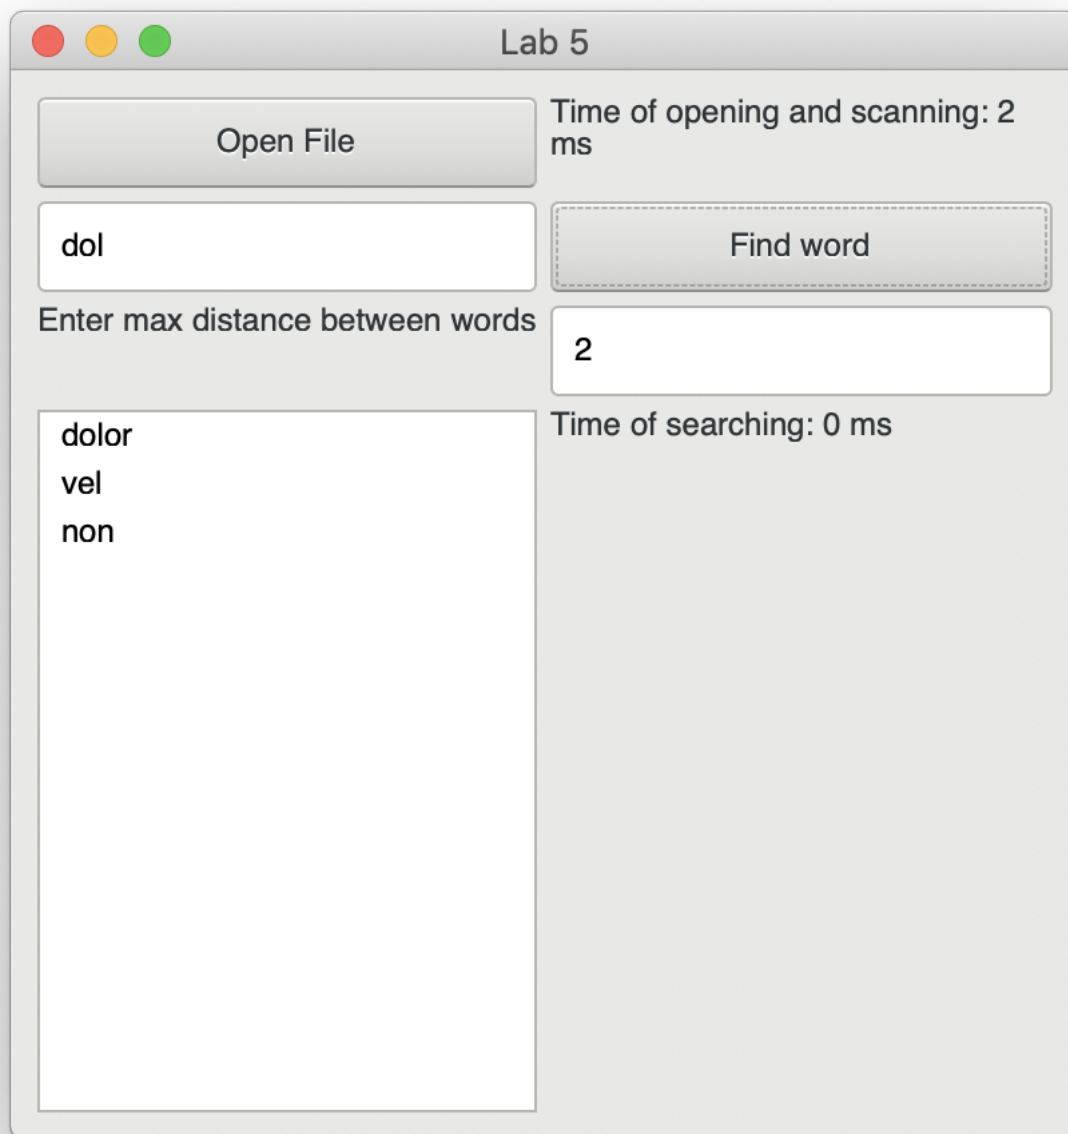 Lab 5
Open File
Time of opening and scanning: 2
ms
dol
Find word
Enter max distance between words
2
dolor
vel
non
Time of searching: 0 ms